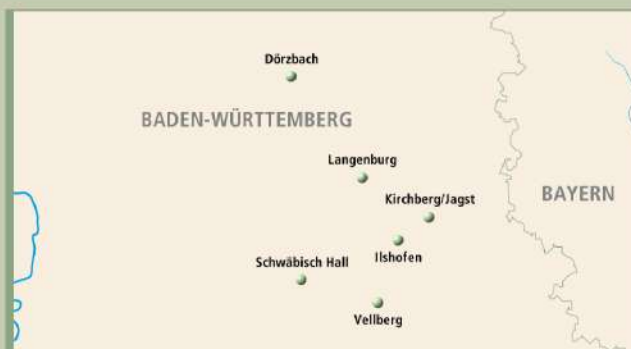 Dörzbach
BADEN-WÜRTTEMBERG
Langenburg
Kirchberg/Jagst
BAYERN
Ilshofen
Schwäbisch Hall
Vellberg